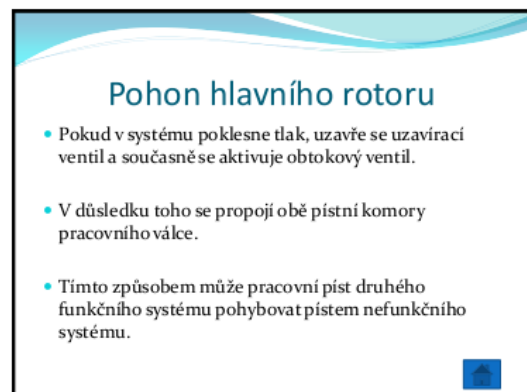 Pohon hlavního rotoru
• Pokud v systému poklesne tlak, uzavře se uzavírací
ventil a současně se aktivuje obtokový ventil.
• V důsledku toho se propojí obě pístní komory
pracovního válce.
• Tímto způsobem může pracovní píst druhého
funkčního systému pohybovat pístem nefunkčního
systému.